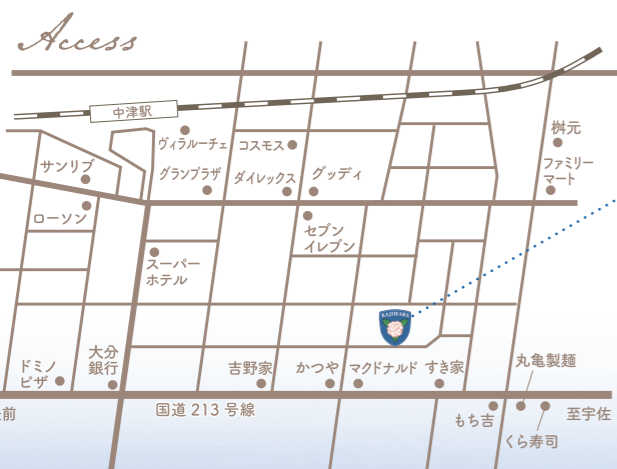 Access
中津駅
ヴィラルーチェ
コスモス
桝元
サンリブ
グランプラザ
ダイレックス
グッディ
ファミリー
マート
ローソン
セブン
イレブン
スーパー
ホテル
KAJIWARA
ドミノ
ピザ
大分
銀行
吉野家
かつや
マクドナルド
すき家
丸亀製麺
前
国道213号線
もち吉
くら寿司
至宇佐